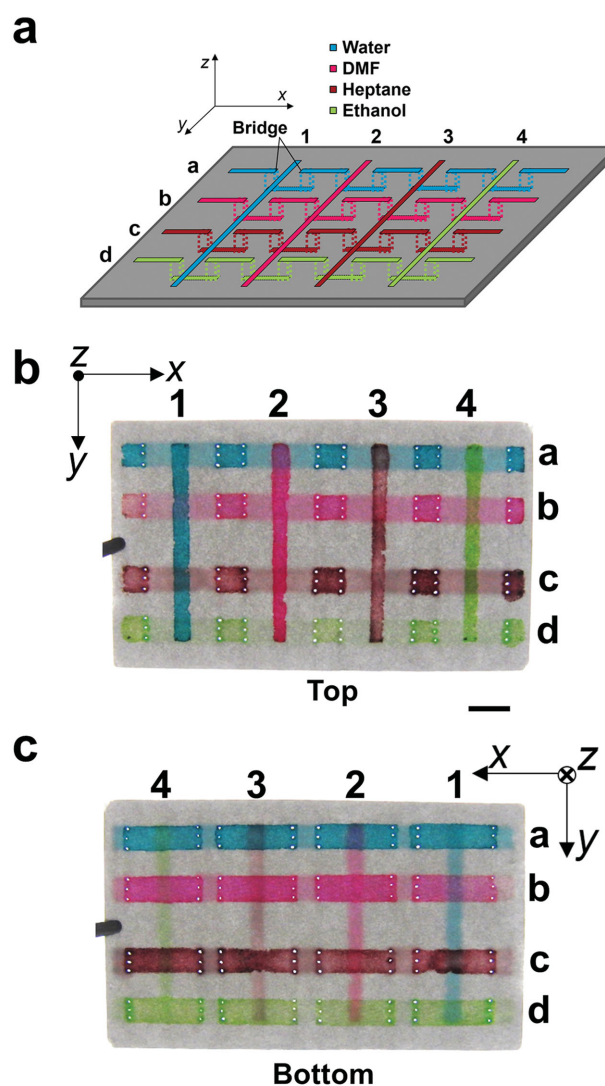 a
Water
DMF
Heptane
Ethanol
z
x
y
Bridge
1 2 3 4
a
b
c
d
b
z x
y
1 2 3 4
a
b
c
d
Top
c
x z
y
4 3 2 1
a
b
c
d
Bottom